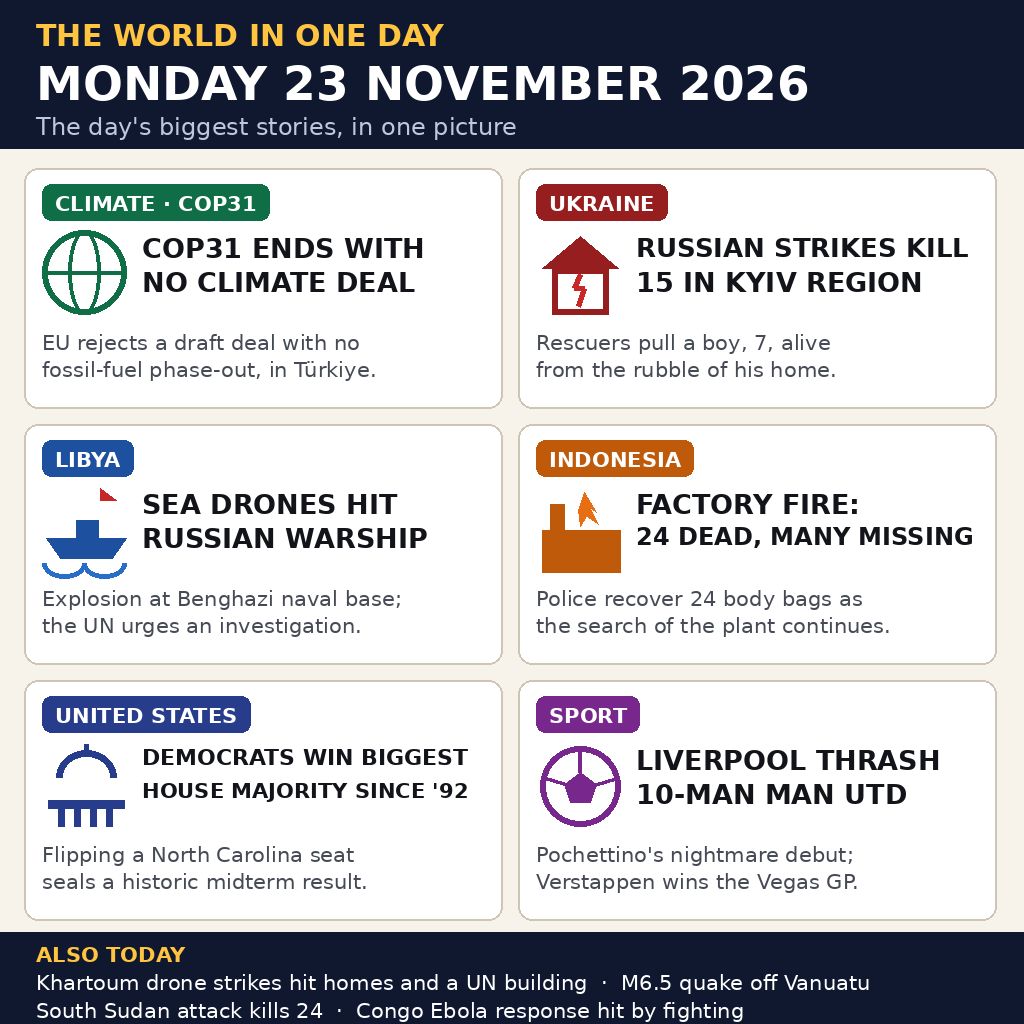 THE WORLD IN ONE DAY
MONDAY 23 NOVEMBER 2026
The day's biggest stories, in one picture
CLIMATE · COP31
COP31 ENDS WITH
NO CLIMATE DEAL
EU rejects a draft deal with no
fossil-fuel phase-out, in Türkiye.
UKRAINE
RUSSIAN STRIKES KILL
15 IN KYIV REGION
Rescuers pull a boy, 7, alive
from the rubble of his home.
LIBYA
SEA DRONES HIT
RUSSIAN WARSHIP
Explosion at Benghazi naval base;
the UN urges an investigation.
INDONESIA
FACTORY FIRE:
24 DEAD, MANY MISSING
Police recover 24 body bags as
the search of the plant continues.
UNITED STATES
DEMOCRATS WIN BIGGEST
HOUSE MAJORITY SINCE '92
Flipping a North Carolina seat
seals a historic midterm result.
SPORT
LIVERPOOL THRASH
10-MAN MAN UTD
Pochettino's nightmare debut;
Verstappen wins the Vegas GP.
ALSO TODAY
Khartoum drone strikes hit homes and a UN building · M6.5 quake off Vanuatu
South Sudan attack kills 24 · Congo Ebola response hit by fighting